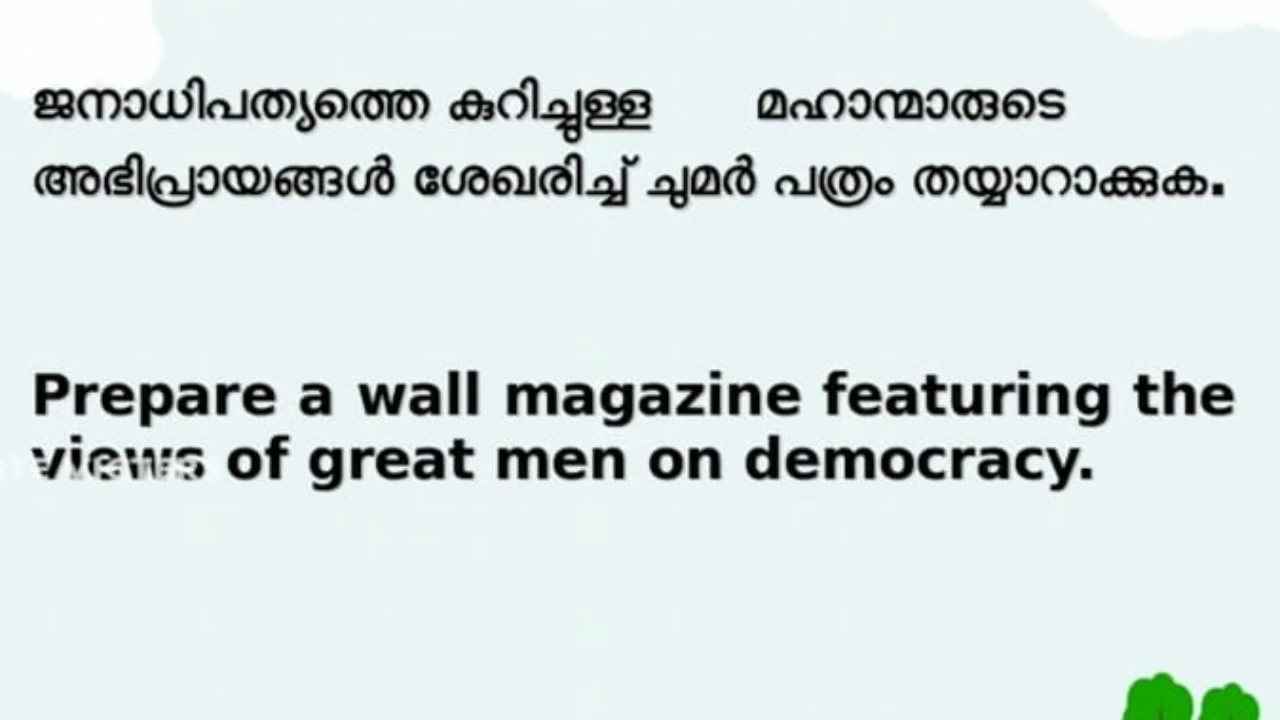 ജനാധിപത്യത്തെ കുറിച്ചുള്ള മഹാന്മാരുടെ
അഭിപ്രായങ്ങൾ ശേഖരിച്ച് ചുമർ പത്രം തയ്യാറാക്കുക.
Prepare a wall magazine featuring the
views of great men on democracy.